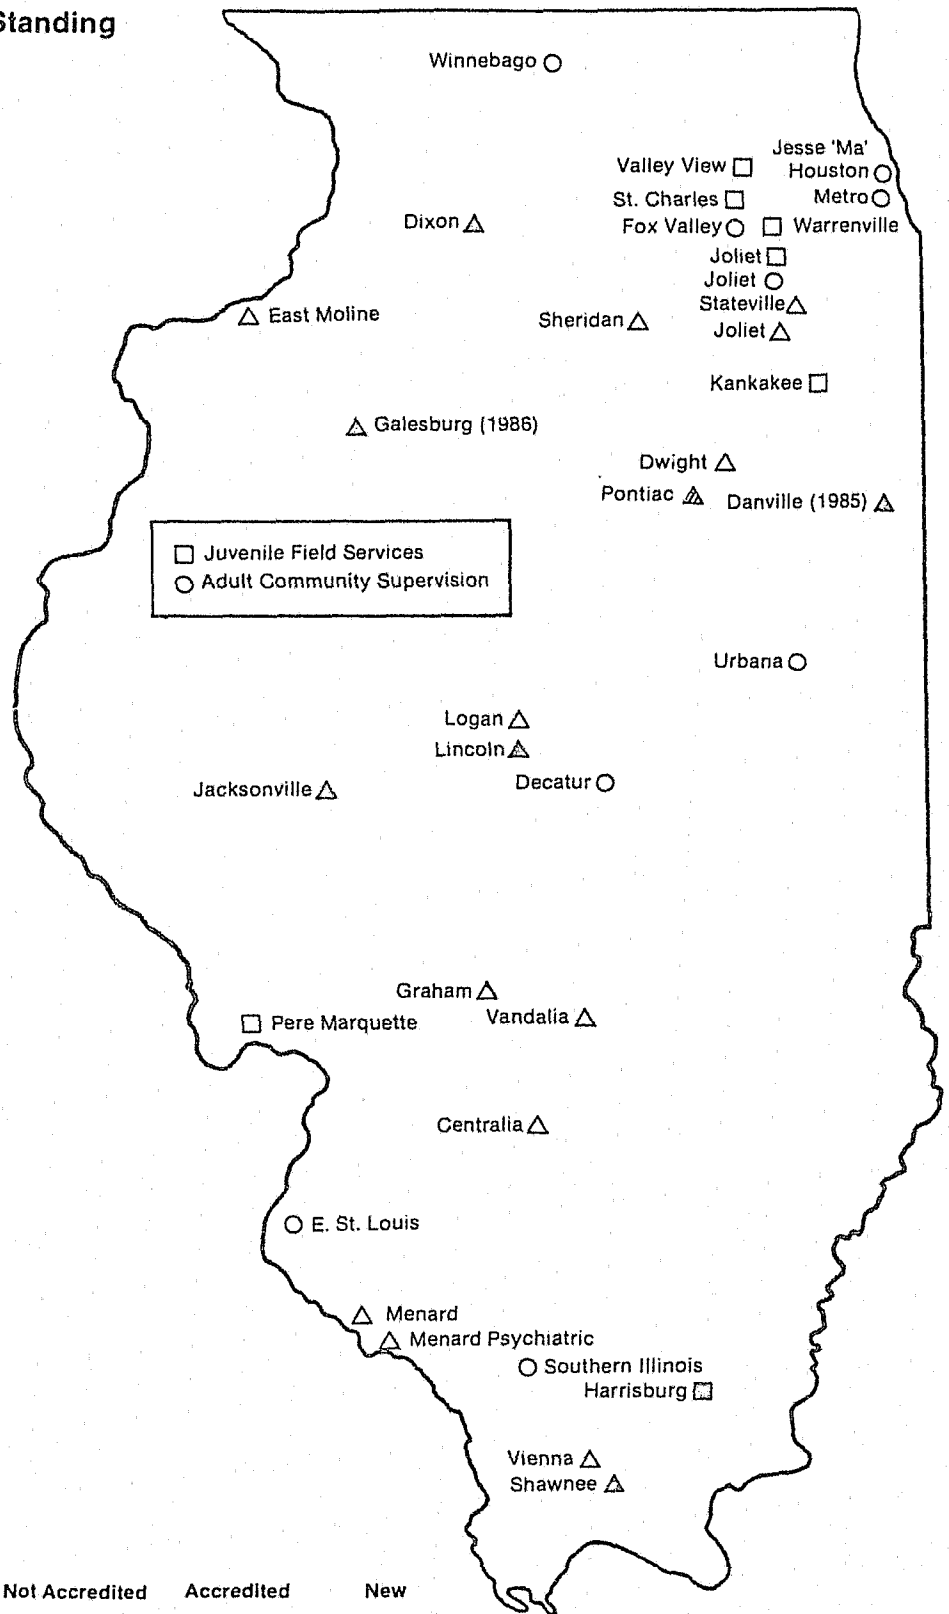 Standing
Winnebago
Jesse 'Ma'
Valley View
Houston
St. Charles
Metro
Dixon
Fox Valley
Warrenville
Joliet
Joliet
Stateville
East Moline
Sheridan
Joliet
Kankakee
Galesburg (1986)
Dwight
Pontiac
Danville (1985)
Juvenile Field Services
Adult Community Supervision
Urbana
Logan
Lincoln
Decatur
Jacksonville
Graham
Vandalia
Pere Marquette
Centralia
E. St. Louis
Menard
Menard Psychiatric
Southern Illinois
Harrisburg
Vienna
Shawnee
Not Accredited Accredited New